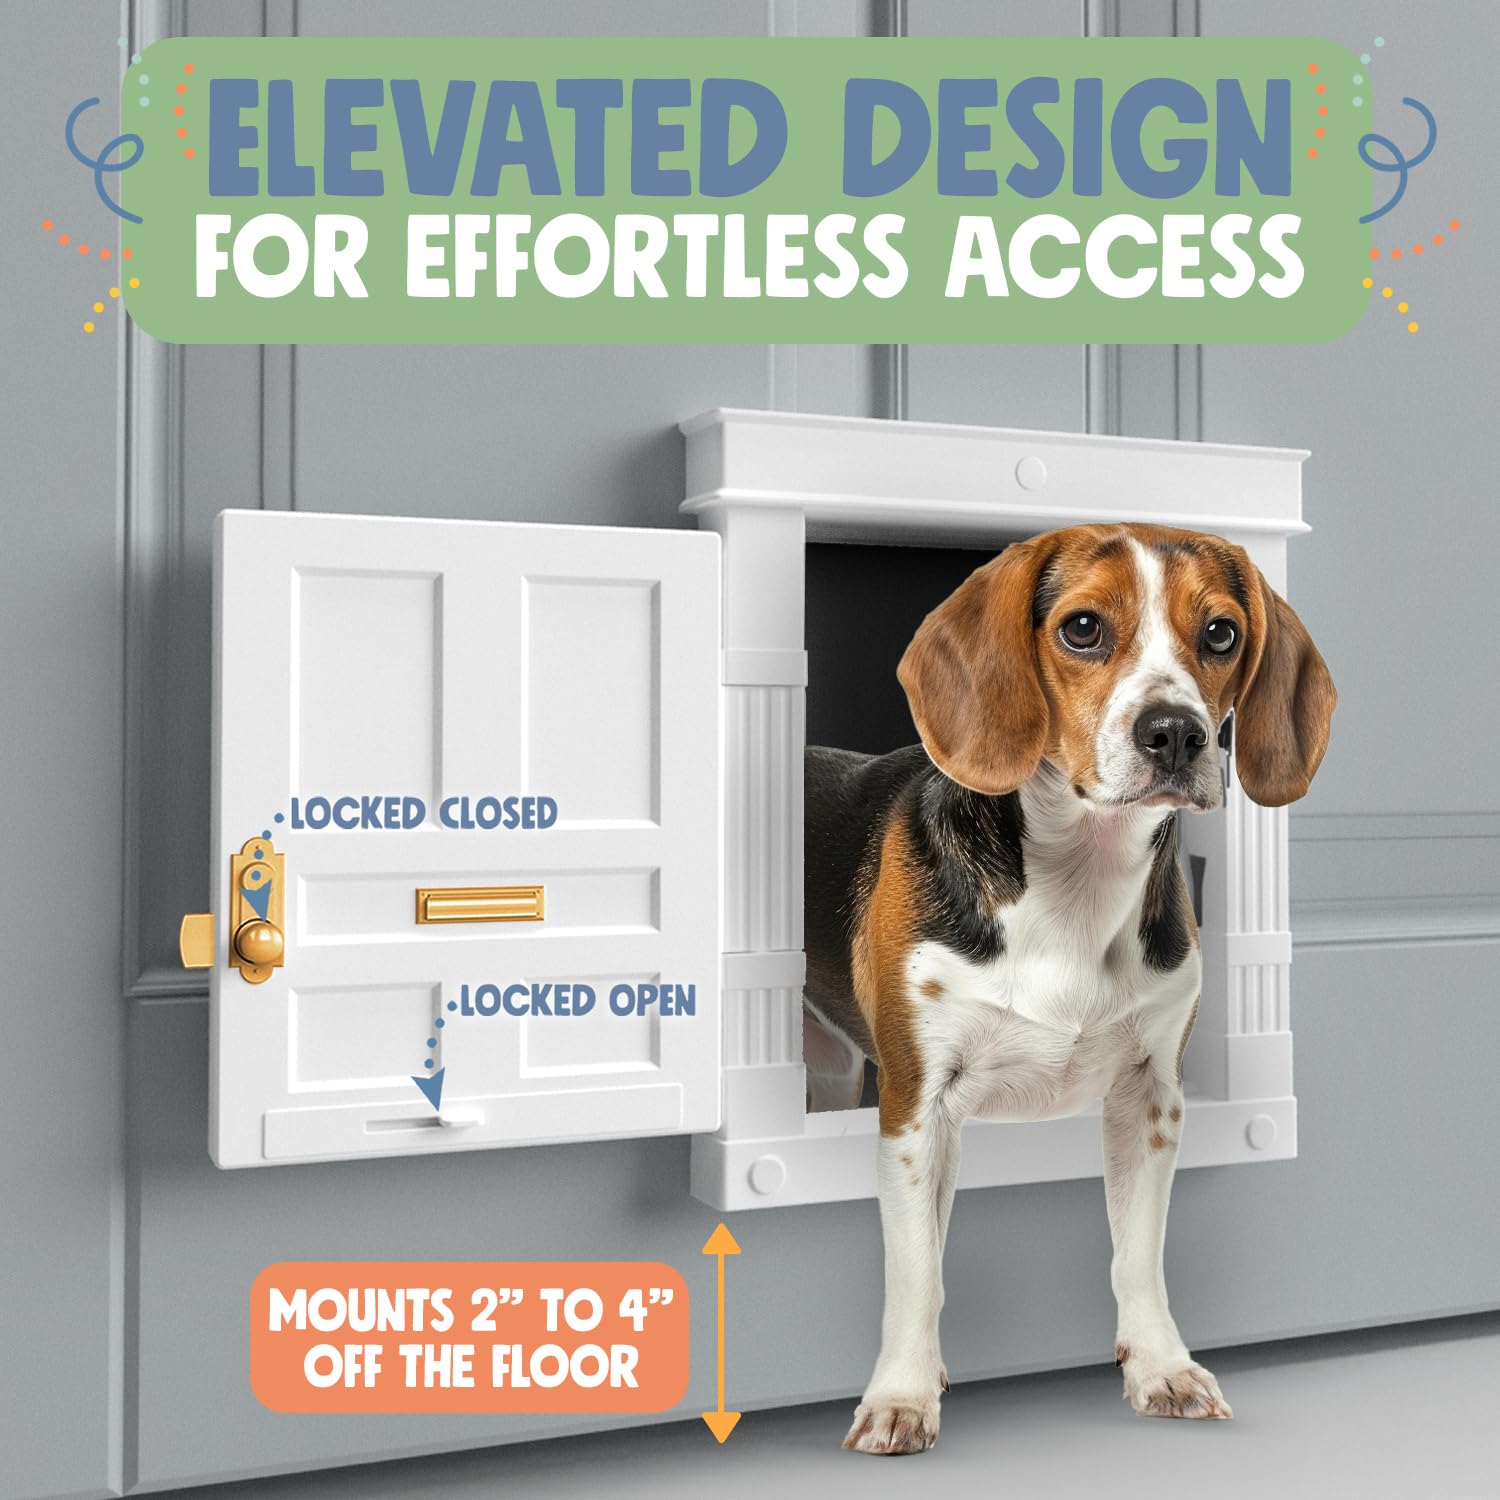 ELEVATED DESIGN
FOR EFFORTLESS ACCESS
LOCKED CLOSED
LOCKED OPEN
MOUNTS 2” TO 4”
OFF THE FLOOR